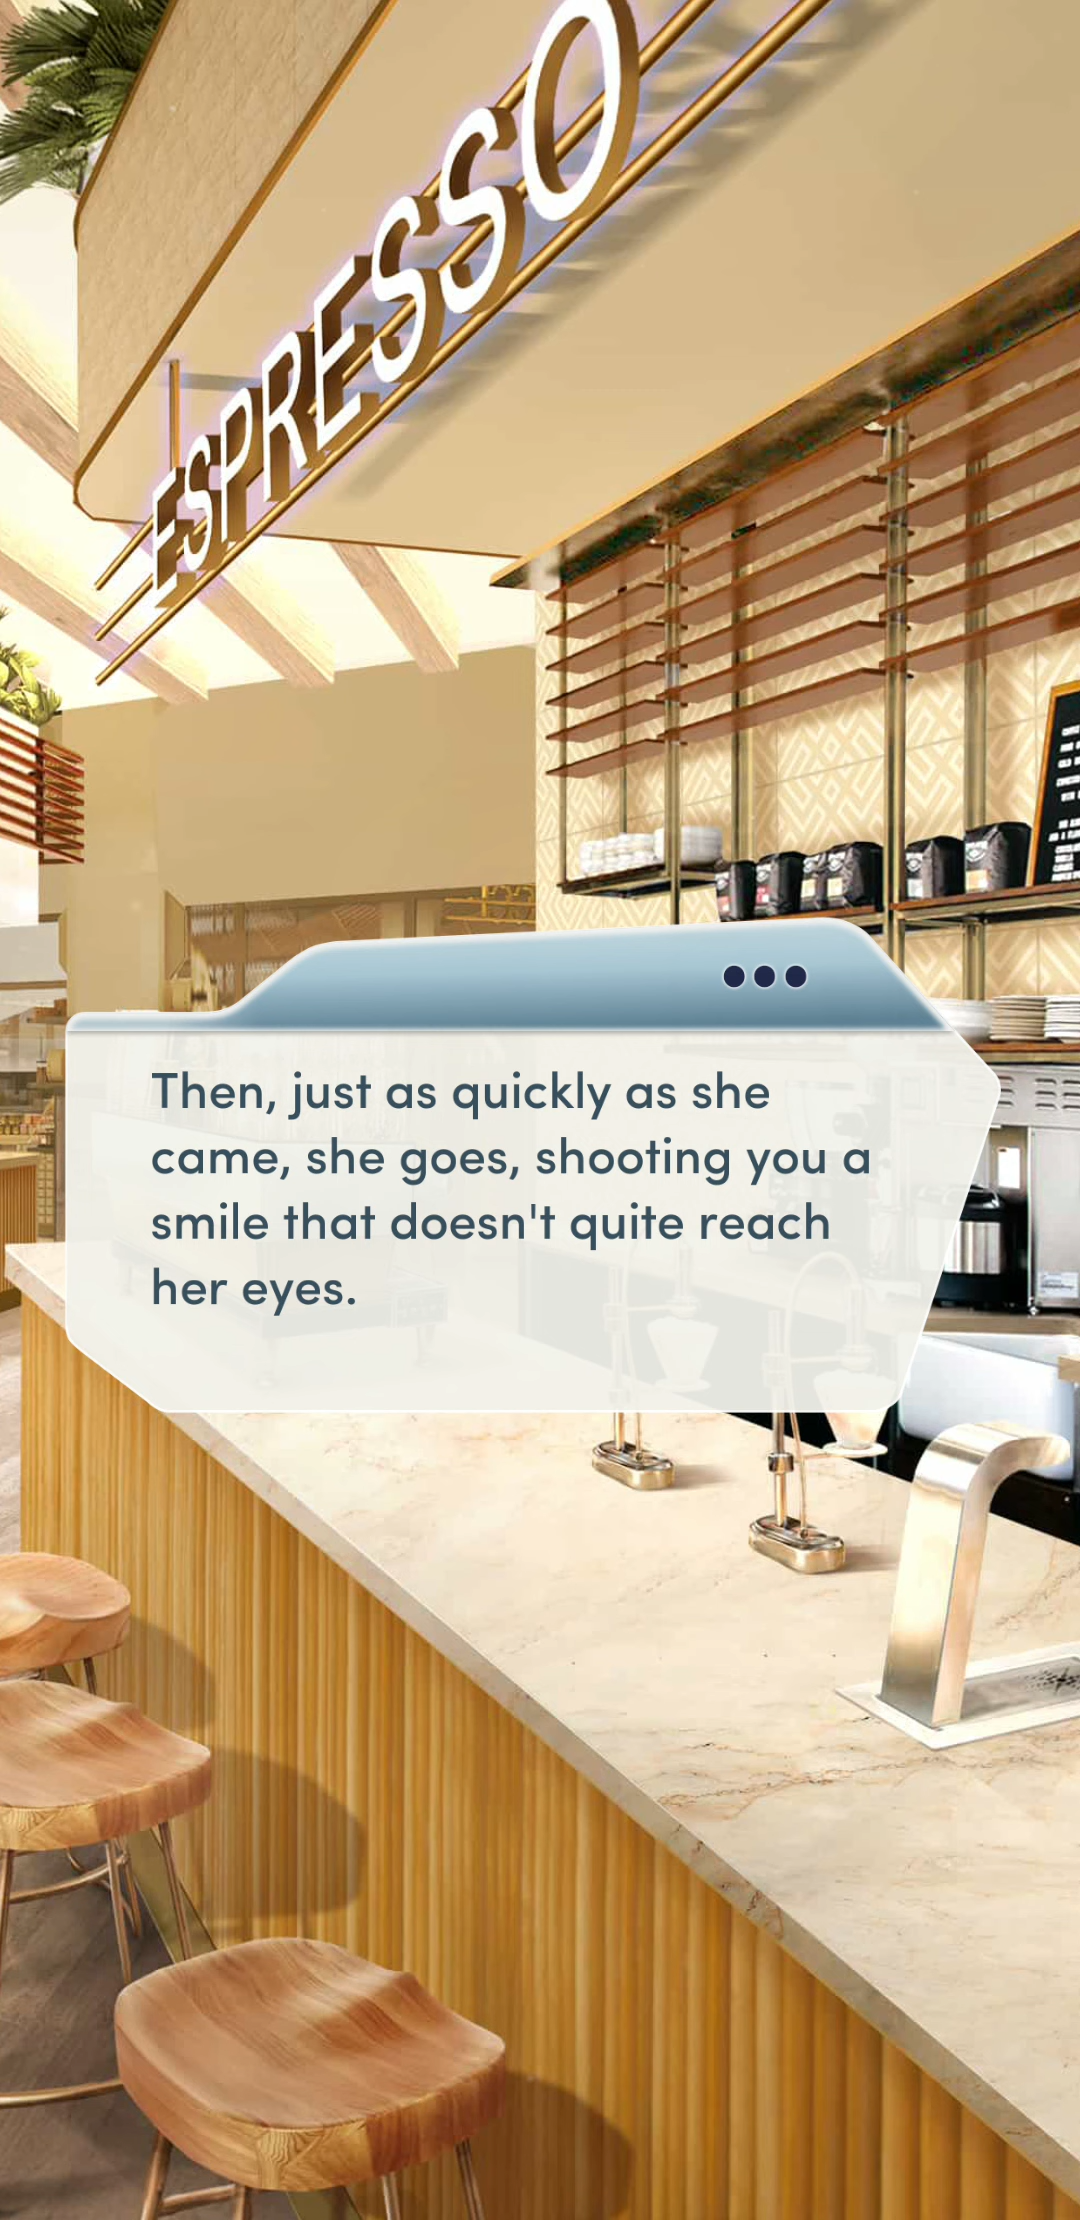 ESPRESSO
Then, just as quickly as she
came, she goes, shooting you a
smile that doesn't quite reach
her eyes.